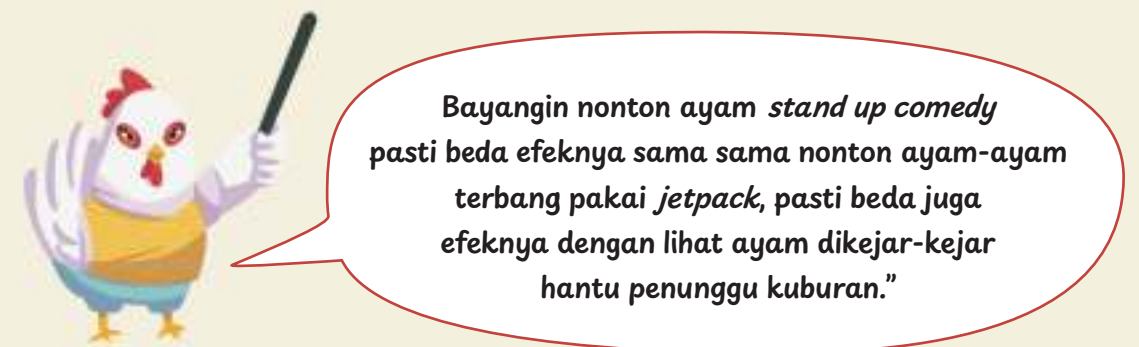 Bayangin nonton ayam stand up comedy
pasti beda efeknya sama sama nonton ayam-ayam
terbang pakai jetpack, pasti beda juga
efeknya dengan lihat ayam dikejar-kejar
hantu penunggu kuburan.”